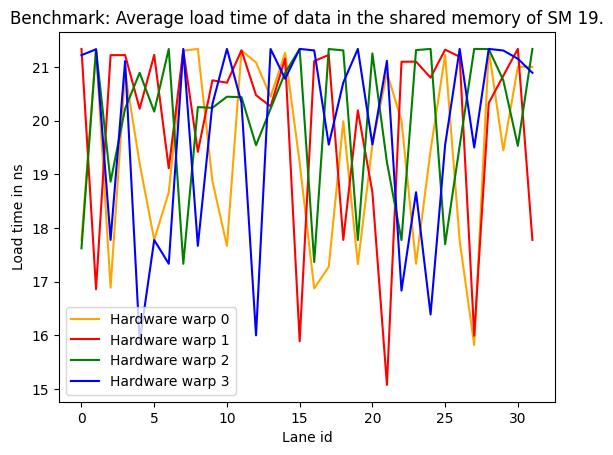 Benchmark: Average load time of data in the shared memory of SM 19.
Load time in ns
21
20
19
18
17
16
15
Hardware warp 0
Hardware warp 1
Hardware warp 2
Hardware warp 3
0 5 10 15 20 25 30
Lane id